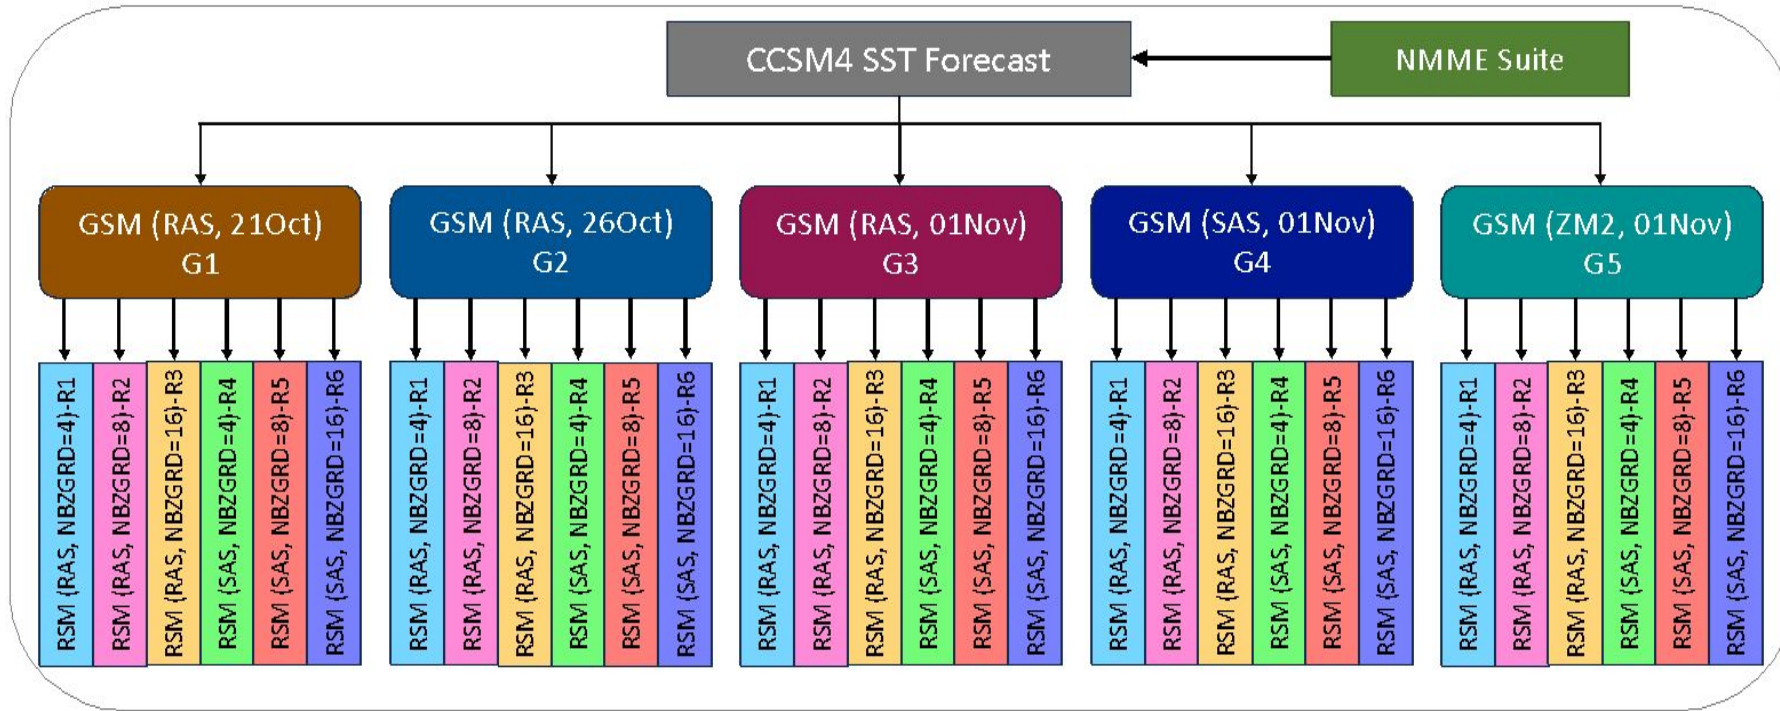 CCSM4 SST Forecast
NMME Suite
GSM (RAS, 21Oct)
G1
GSM (RAS, 26Oct)
G2
GSM (RAS, 01Nov)
G3
GSM (SAS, 01Nov)
G4
GSM (ZM2, 01Nov)
G5
RSM (RAS, NBZGRD=4)-R1
RSM (RAS, NBZGRD=8)-R2
RSM (RAS, NBZGRD=16)-R3
RSM (SAS, NBZGRD=4)-R4
RSM (SAS, NBZGRD=8)-R5
RSM (SAS, NBZGRD=16)-R6
RSM (RAS, NBZGRD=4)-R1
RSM (RAS, NBZGRD=8)-R2
RSM (RAS, NBZGRD=16)-R3
RSM (SAS, NBZGRD=4)-R4
RSM (SAS, NBZGRD=8)-R5
RSM (SAS, NBZGRD=16)-R6
RSM (RAS, NBZGRD=4)-R1
RSM (RAS, NBZGRD=8)-R2
RSM (RAS, NBZGRD=16)-R3
RSM (SAS, NBZGRD=4)-R4
RSM (SAS, NBZGRD=8)-R5
RSM (SAS, NBZGRD=16)-R6
RSM (RAS, NBZGRD=4)-R1
RSM (RAS, NBZGRD=8)-R2
RSM (RAS, NBZGRD=16)-R3
RSM (SAS, NBZGRD=4)-R4
RSM (SAS, NBZGRD=8)-R5
RSM (SAS, NBZGRD=16)-R6
RSM (RAS, NBZGRD=4)-R1
RSM (RAS, NBZGRD=8)-R2
RSM (RAS, NBZGRD=16)-R3
RSM (SAS, NBZGRD=4)-R4
RSM (SAS, NBZGRD=8)-R5
RSM (SAS, NBZGRD=16)-R6